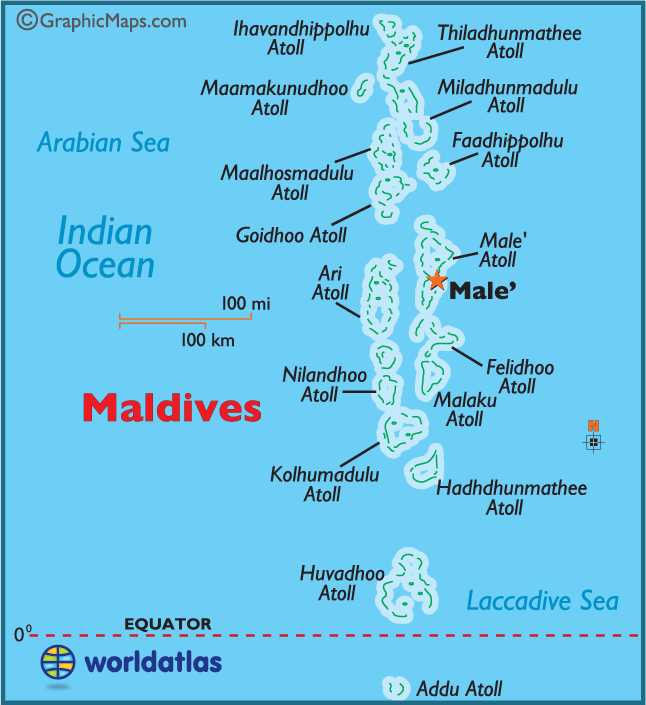 ©GraphicMaps.com
Ihavandhippolhu
Atoll
Thiladhunmathee
Atoll
Maamakunudhoo
Atoll
Miladhunmadulu
Atoll
Arabian Sea
Faadhippolhu
Atoll
Maalhosmadulu
Atoll
Goidhoo Atoll
Indian
Ocean
Male'
Atoll
Ari
Atoll
Male’
100 mi
100 km
Felidhoo
Atoll
Nilandhoo
Atoll
Maldives
Malaku
Atoll
N
Kolhumadulu
Atoll
Hadhdhunmathee
Atoll
Huvadhoo
Atoll
Laccadive Sea
EQUATOR
0⁰
worldatlas
Addu Atoll